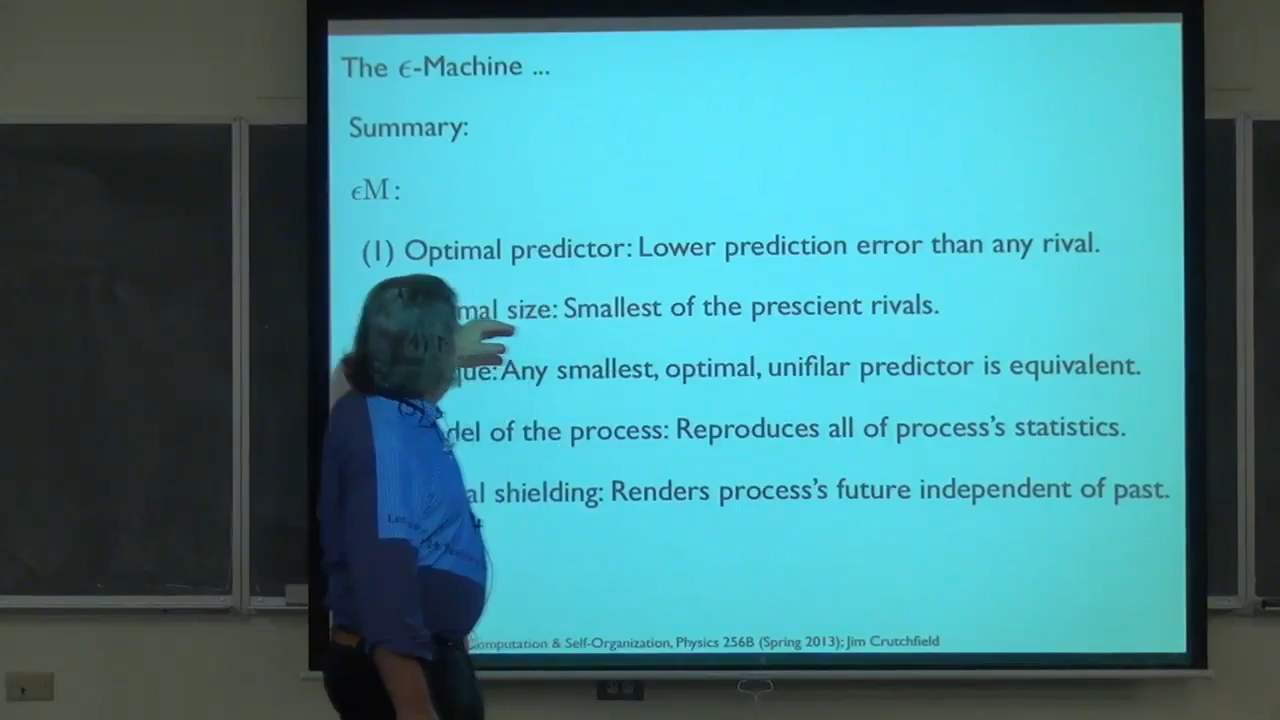 The ϵ-Machine ...
Summary:
ϵM:
(1) Optimal predictor: Lower prediction error than any rival.
mal size: Smallest of the prescient rivals.
que: Any smallest, optimal, unifilar predictor is equivalent.
del of the process: Reproduces all of process's statistics.
al shielding: Renders process's future independent of past.
Computation & Self-Organization, Physics 256B (Spring 2013); Jim Crutchfield